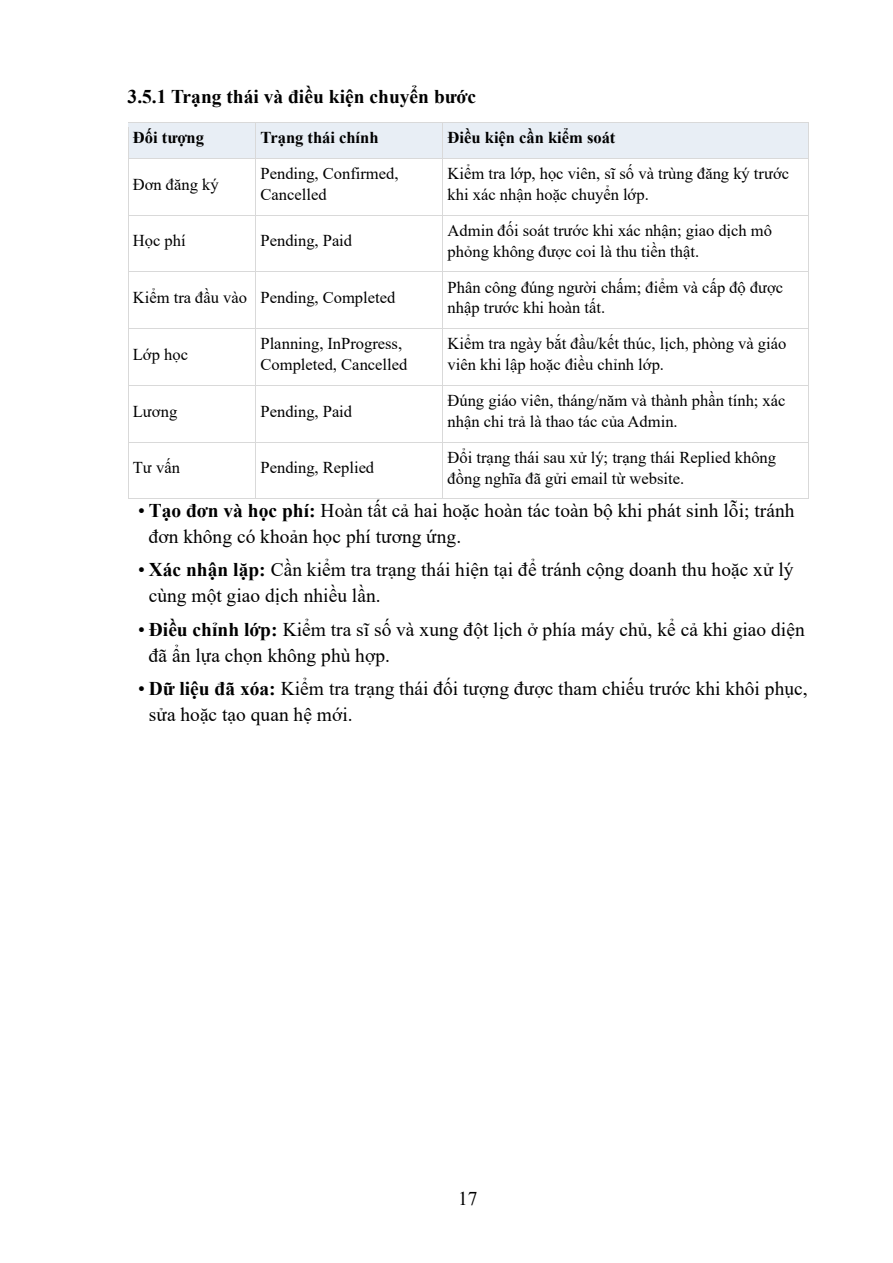 3.5.1 Trạng thái và điều kiện chuyển bước
Đối tượng Trạng thái chính Điều kiện cần kiểm soát
Đơn đăng ký
Pending, Confirmed,
Cancelled
Kiểm tra lớp, học viên, sĩ số và trùng đăng ký trước
khi xác nhận hoặc chuyển lớp.
Học phí
Pending, Paid
Admin đối soát trước khi xác nhận; giao dịch mô
phỏng không được coi là thu tiền thật.
Kiểm tra đầu vào
Pending, Completed
Phân công đúng người chấm; điểm và cấp độ được
nhập trước khi hoàn tất.
Lớp học
Planning, InProgress,
Completed, Cancelled
Kiểm tra ngày bắt đầu/kết thúc, lịch, phòng và giáo
viên khi lập hoặc điều chỉnh lớp.
Lương
Pending, Paid
Đúng giáo viên, tháng/năm và thành phần tính; xác
nhận chi trả là thao tác của Admin.
Tư vấn
Pending, Replied
Đổi trạng thái sau xử lý; trạng thái Replied không
đồng nghĩa đã gửi email từ website.
• Tạo đơn và học phí: Hoàn tất cả hai hoặc hoàn tác toàn bộ khi phát sinh lỗi; tránh
đơn không có khoản học phí tương ứng.
• Xác nhận lặp: Cần kiểm tra trạng thái hiện tại để tránh cộng doanh thu hoặc xử lý
cùng một giao dịch nhiều lần.
• Điều chỉnh lớp: Kiểm tra sĩ số và xung đột lịch ở phía máy chủ, kể cả khi giao diện
đã ẩn lựa chọn không phù hợp.
• Dữ liệu đã xóa: Kiểm tra trạng thái đối tượng được tham chiếu trước khi khôi phục,
sửa hoặc tạo quan hệ mới.
17